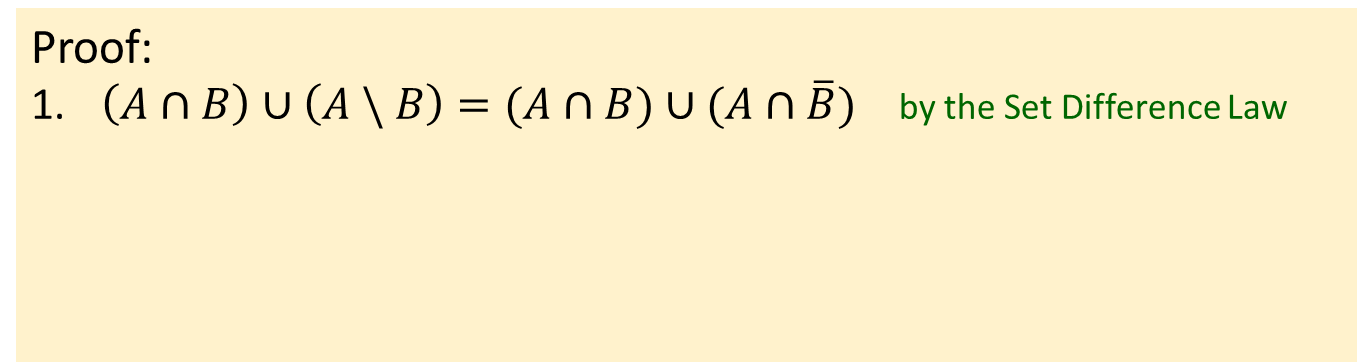 Proof:
1. (𝐴 ∩ 𝐵) ∪ (𝐴 ∖ 𝐵) = (𝐴 ∩ 𝐵) ∪ (𝐴 ∩ 𝐵̅) by the Set Difference Law